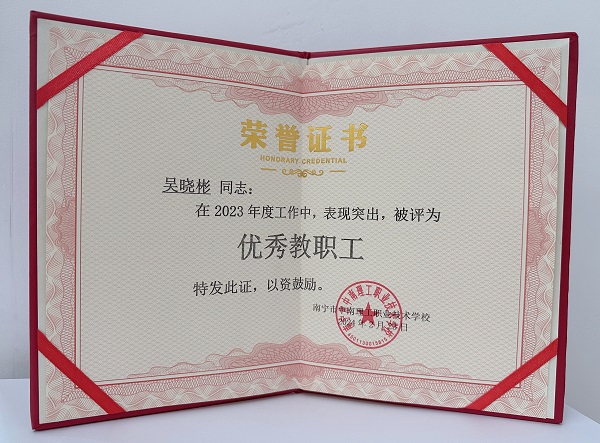 荣誉证书
HONORARY CREDENTIAL
吴晓彬 同志：
在 2023 年度工作中，表现突出，被评为
优秀教职工
特发此证，以资鼓励。
南宁市中南理工职业技术学校